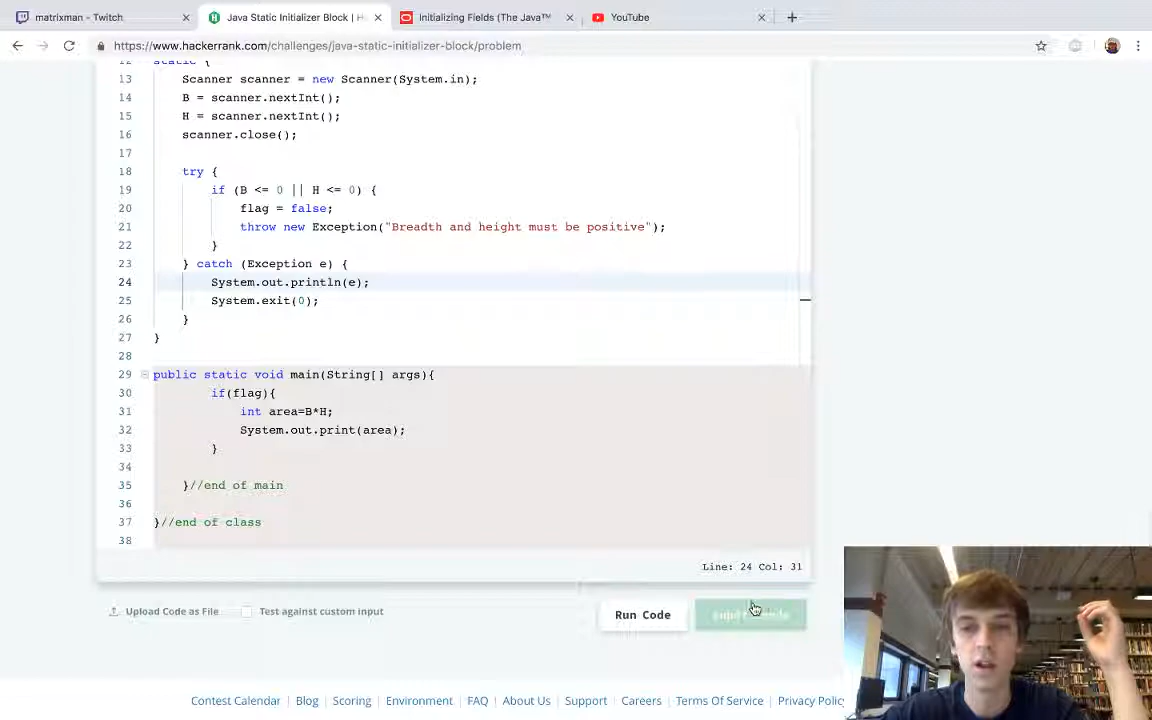 matrixman - Twitch
Java Static Initializer Block | H
Initializing Fields (The Java™
YouTube
https://www.hackerrank.com/challenges/java-static-initializer-block/problem
12 static {
13 Scanner scanner = new Scanner(System.in);
14 B = scanner.nextInt();
15 H = scanner.nextInt();
16 scanner.close();
17
18 try {
19 if (B <= 0 || H <= 0) {
20 flag = false;
21 throw new Exception("Breadth and height must be positive");
22 }
23 } catch (Exception e) {
24 System.out.println(e);
25 System.exit(0);
26 }
27 }
28
29 public static void main(String[] args){
30 if(flag){
31 int area=B*H;
32 System.out.print(area);
33 }
34
35 }//end of main
36
37 }//end of class
38
Line: 24 Col: 31
Upload Code as File Test against custom input Run Code
Contest Calendar | Blog | Scoring | Environment | FAQ | About Us | Support | Careers | Terms Of Service | Privacy Policy